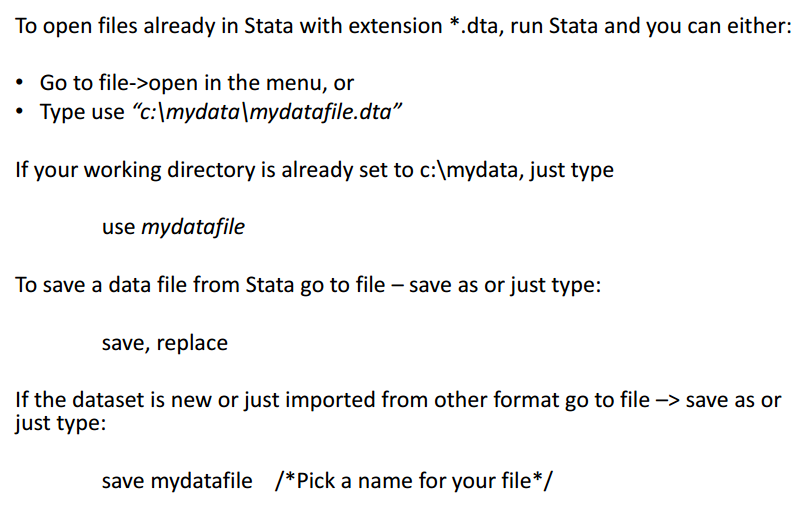 To open files already in Stata with extension *.dta, run Stata and you can either:
• Go to file->open in the menu, or
• Type use “c:\mydata\mydatafile.dta”
If your working directory is already set to c:\mydata, just type
use mydatafile
To save a data file from Stata go to file – save as or just type:
save, replace
If the dataset is new or just imported from other format go to file –> save as or
just type:
save mydatafile /*Pick a name for your file*/